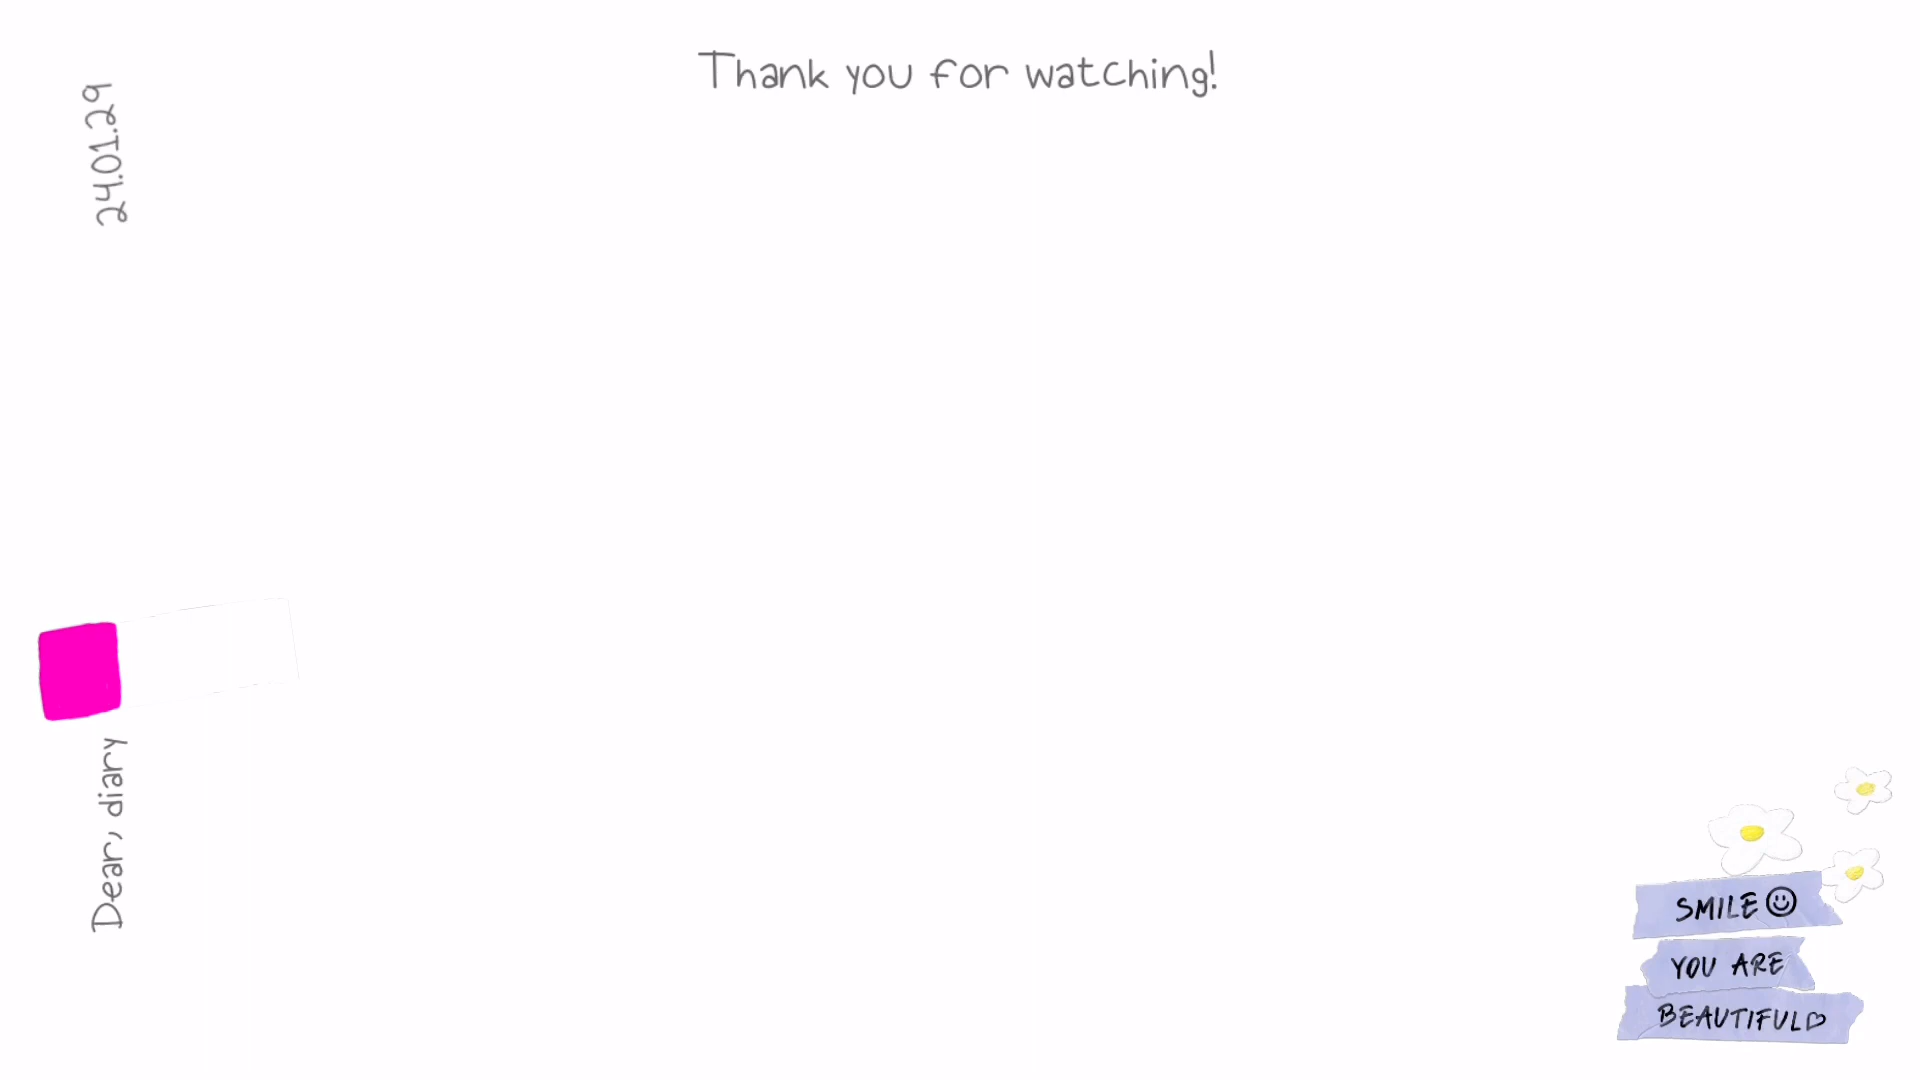 Thank you for watching!
24.01.29
Dear, diary
SMILE☺
YOU ARE
BEAUTIFUL♡